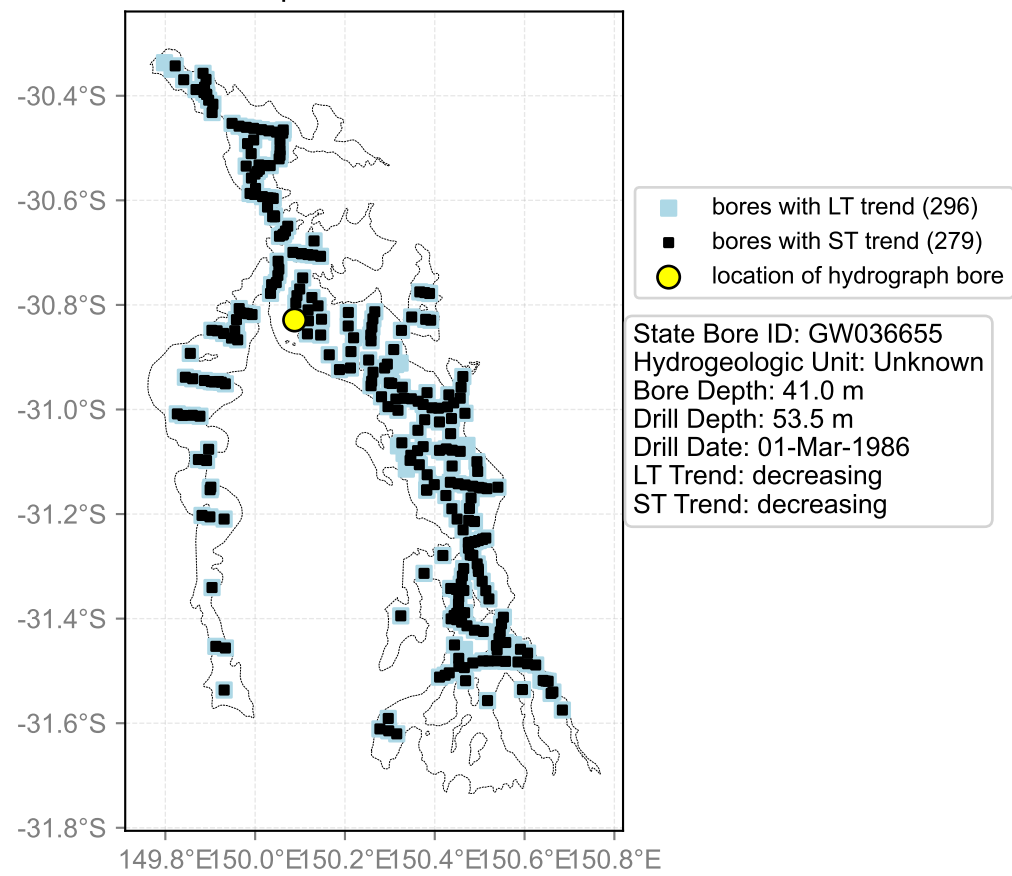 -30.4°S
-30.6°S
-30.8°S
-31.0°S
-31.2°S
-31.4°S
-31.6°S
-31.8°S
149.8°E150.0°E150.2°E150.4°E150.6°E150.8°E
bores with LT trend (296)
bores with ST trend (279)
location of hydrograph bore
State Bore ID: GW036655
Hydrogeologic Unit: Unknown
Bore Depth: 41.0 m
Drill Depth: 53.5 m
Drill Date: 01-Mar-1986
LT Trend: decreasing
ST Trend: decreasing